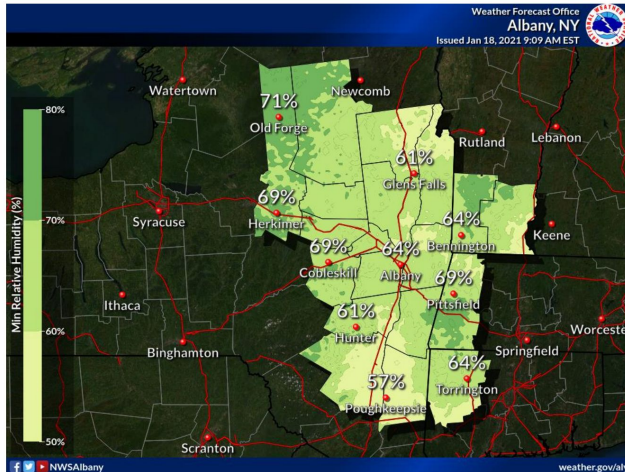 Weather Forecast Office
Albany, NY
Issued Jan 18, 2021 9:09 AM EST
Watertown
Newcomb
80%
71%
Old Forge
Rutland
Lebanon
61%
Glens Falls
Min Relative Humidity (%)
70%
69%
Herkimer
Syracuse
64%
Bennington
Keene
69%
Cobleskill
64%
Albany
69%
Pittsfield
Ithaca
61%
Hunter
60%
Worceste
Binghamton
Springfield
64%
Torrington
57%
Poughkeepsie
50%
Scranton
NWSAlbany
weather.gov/al